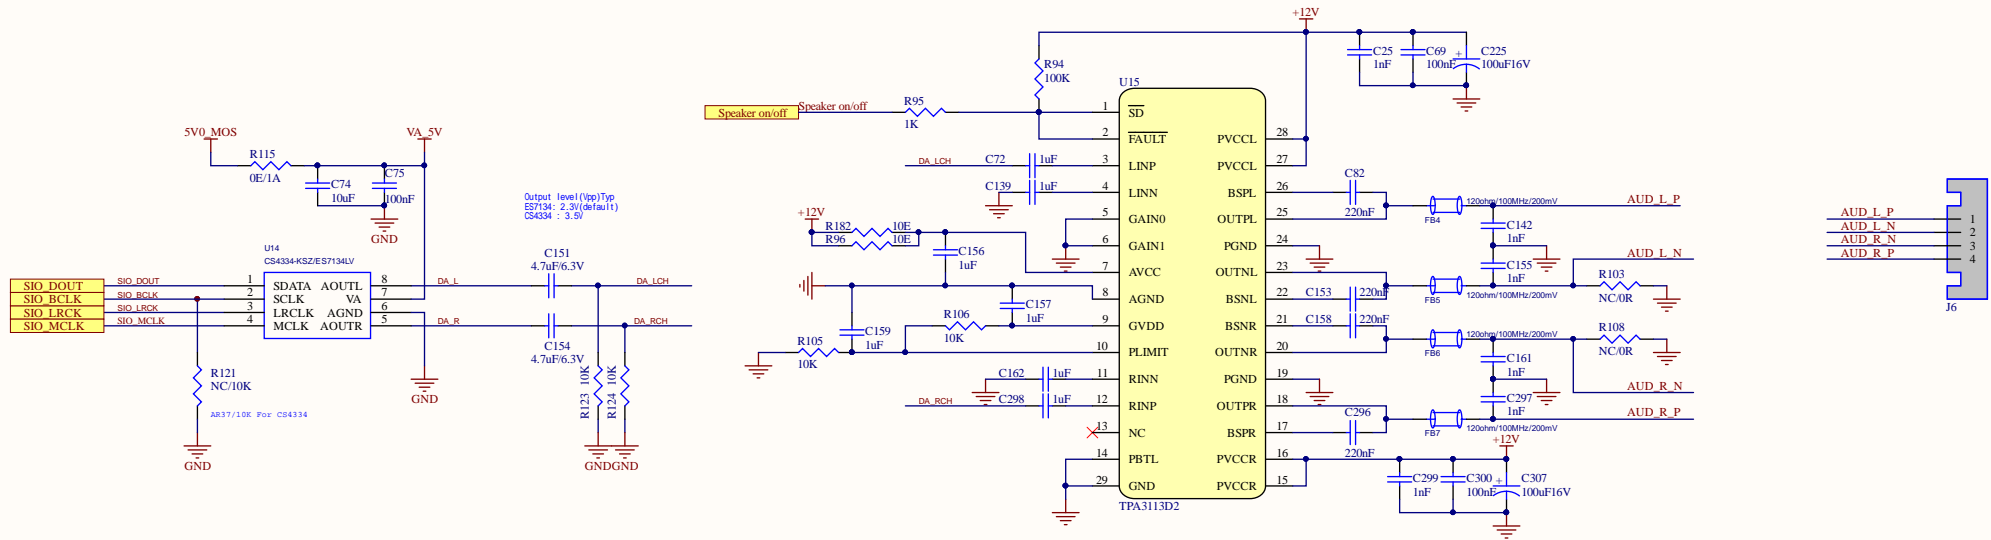 5V0_MOS
VA_5V
R115
0E/1A
C74
10uF
C75
100nF
GND
Output level(Vpp)Typ
ES7134: 2.3V(default)
CS4334 : 3.5V
U14
CS4334-KSZ/ES7134LV
SIO_DOUT
SIO_BCLK
SIO_LRCK
SIO_MCLK
SIO_DOUT
SIO_BCLK
SIO_LRCK
SIO_MCLK
1
2
3
4
SDATA
SCLK
LRCLK
MCLK
AOUTL
VA
AGND
AOUTR
8
7
6
5
DA_L
DA_R
C151
4.7uF/6.3V
C154
4.7uF/6.3V
DA_LCH
DA_RCH
R121
NC/10K
AR37/10K For CS4334
GND
GND
R123 10K
R124 10K
GND
GND
Speaker on/off
Speaker on/off
R95
1K
R94
100K
+12V
C25
1nF
C69
100nF
+
C225
100uF16V
DA_LCH
C72
1uF
C139
1uF
+12V
R182
10E
R96
10E
C156
1uF
C157
1uF
R106
10K
C159
1uF
R105
10K
C162
1uF
DA_RCH
C298
1uF
U15
1
2
3
4
5
6
7
8
9
10
11
12
13
14
29
SD
FAULT
LINP
LINN
GAIN0
GAIN1
AVCC
AGND
GVDD
PLIMIT
RINN
RINP
NC
PBTL
GND
PVCCL
PVCCL
BSPL
OUTPL
PGND
OUTNL
BSNL
BSNR
OUTNR
PGND
OUTPR
BSPR
PVCCR
PVCCR
28
27
26
25
24
23
22
21
20
19
18
17
16
15
TPA3113D2
C82
220nF
C153
220nF
C158
220nF
C296
220nF
FB4
120ohm/100MHz/200mV
FB5
120ohm/100MHz/200mV
FB6
120ohm/100MHz/200mV
FB7
120ohm/100MHz/200mV
C142
1nF
C155
1nF
C161
1nF
C297
1nF
AUD_L_P
AUD_L_N
R103
NC/0R
R108
NC/0R
AUD_R_N
AUD_R_P
+12V
C299
1nF
C300
100nF
+
C307
100uF16V
AUD_L_P
AUD_L_N
AUD_R_N
AUD_R_P
1
2
3
4
J6